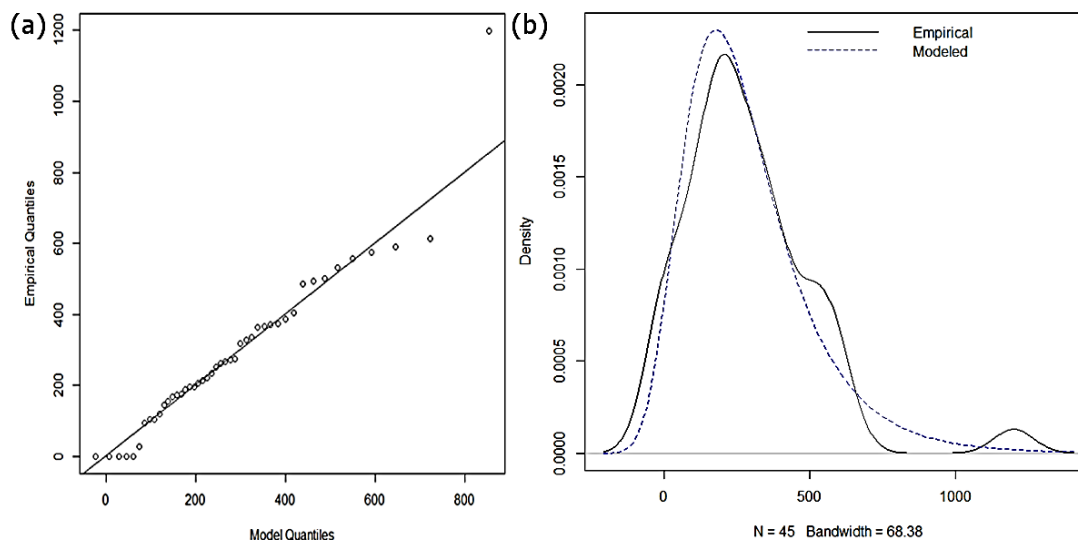 (a)
1200
1000
800
600
400
200
0
Empirical Quantiles
0 200 400 600 800
Model Quantiles
(b)
Empirical
Modeled
0.0020
0.0015
0.0010
0.0005
0.0000
Density
0 500 1000
N = 45 Bandwidth = 68.38